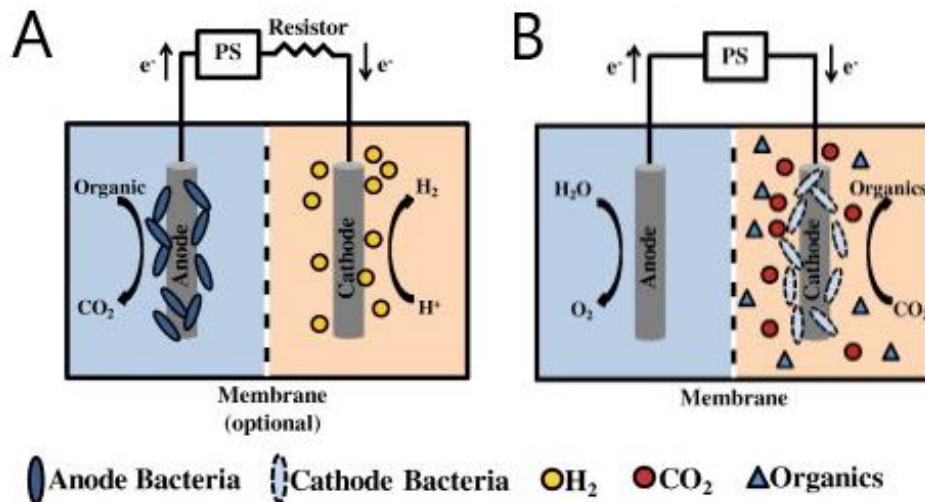 A
PS
Resistor
e⁻
e⁻
Organic
CO₂
Anode
Cathode
H₂
H⁺
Membrane
(optional)
B
PS
e⁻
e⁻
H₂O
O₂
Anode
Cathode
Organics
CO₂
Membrane
Anode Bacteria
Cathode Bacteria
H₂
CO₂
Organics